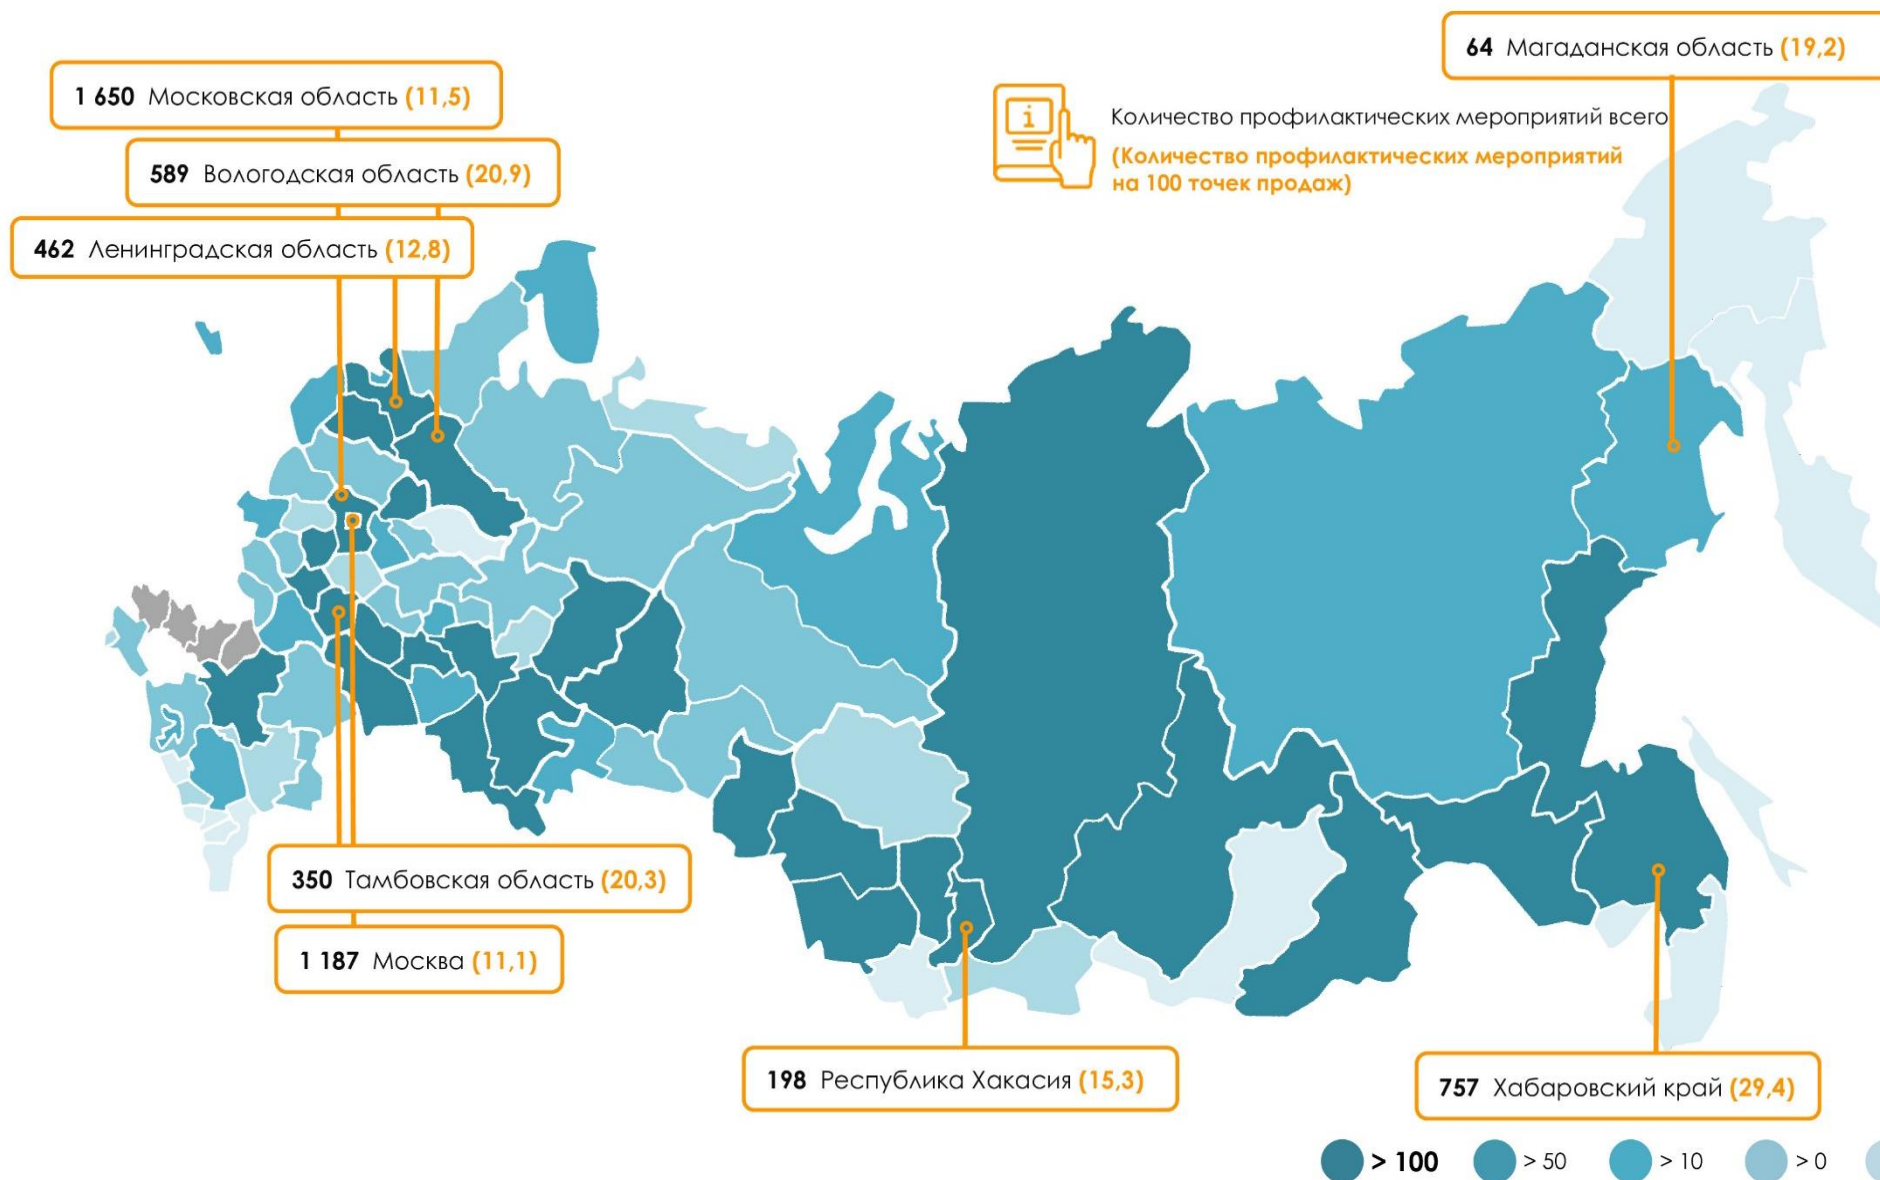 64 Магаданская область (19,2)
1 650 Московская область (11,5)
i
Количество профилактических мероприятий всего
(Количество профилактических мероприятий
на 100 точек продаж)
589 Вологодская область (20,9)
462 Ленинградская область (12,8)
350 Тамбовская область (20,3)
1 187 Москва (11,1)
198 Республика Хакасия (15,3)
757 Хабаровский край (29,4)
> 100 > 50 > 10 > 0